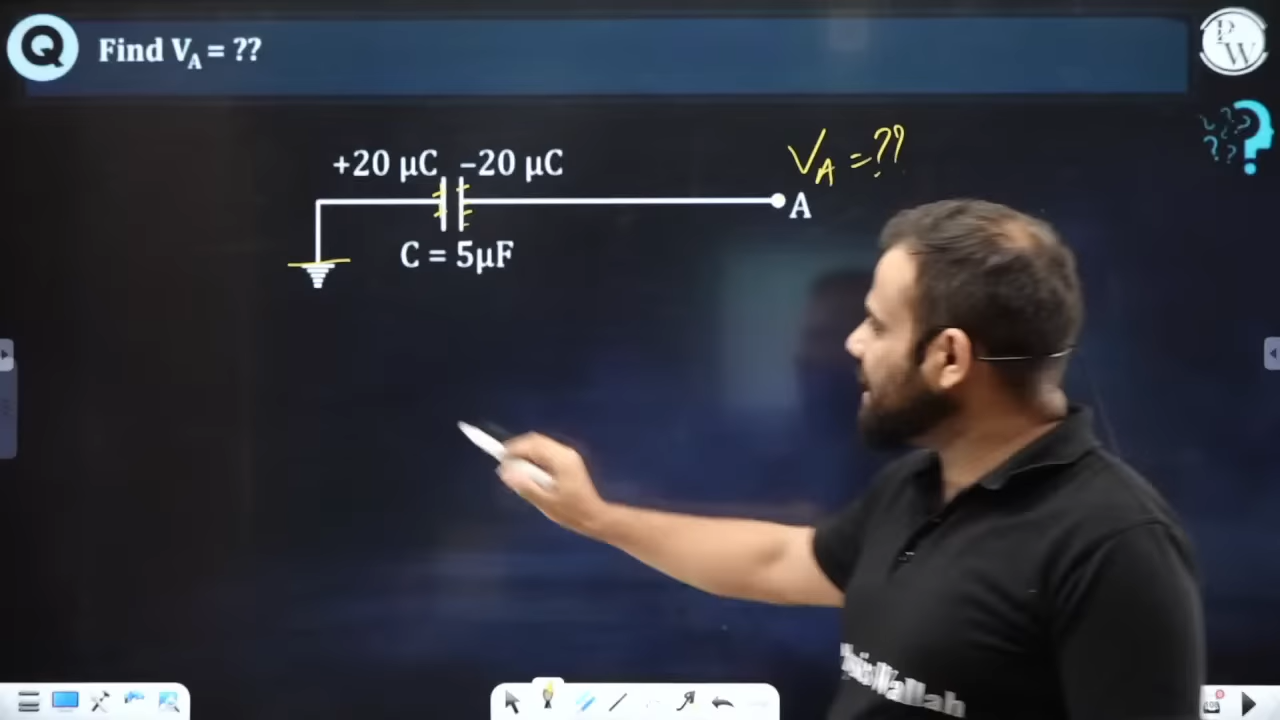 Q Find V_A = ??
P
W
+20 μC -20 μC
V_A = ??
A
C = 5μF